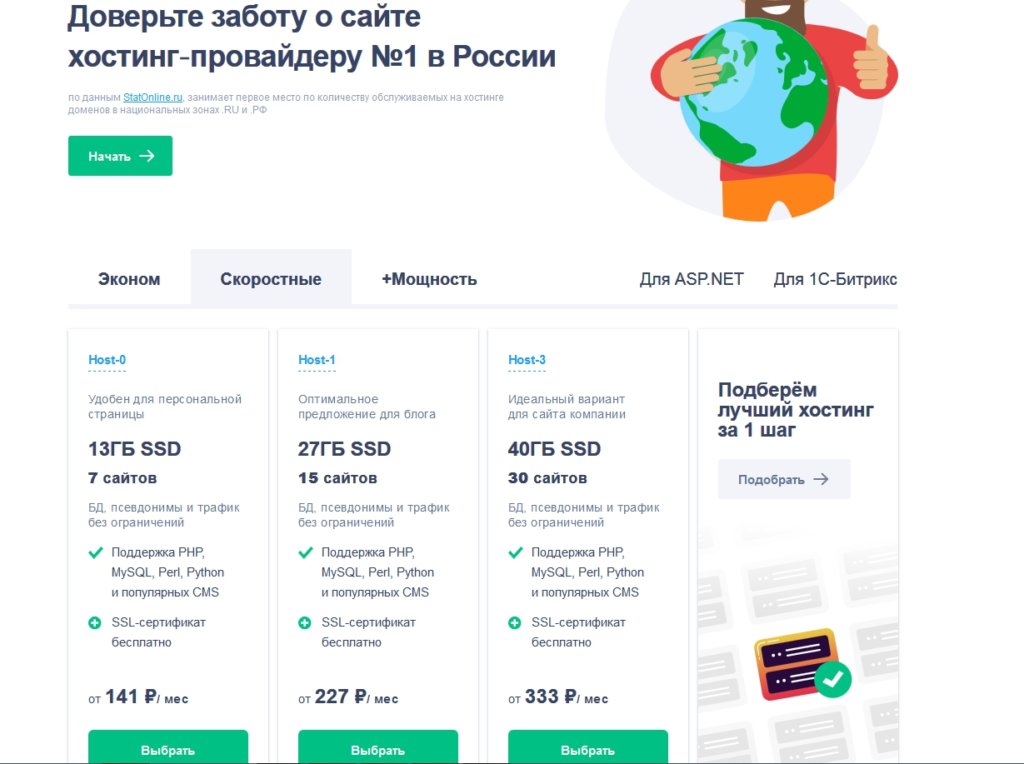 Доверьте заботу о сайте
хостинг-провайдеру №1 в России
по данным StatOnline.ru, занимает первое место по количеству обслуживаемых на хостинге
доменов в национальных зонах .RU и .РФ
Начать
Эконом
Скоростные
+Мощность
Для ASP.NET
Для 1С-Битрикс
Host-0
Удобен для персональной
страницы
13ГБ SSD
7 сайтов
БД, псевдонимы и трафик
без ограничений
Поддержка PHP,
MySQL, Perl, Python
и популярных CMS
SSL-сертификат
бесплатно
от 141 ₽/ мес
Выбрать
Host-1
Оптимальное
предложение для блога
27ГБ SSD
15 сайтов
БД, псевдонимы и трафик
без ограничений
Поддержка PHP,
MySQL, Perl, Python
и популярных CMS
SSL-сертификат
бесплатно
от 227 ₽/ мес
Выбрать
Host-3
Идеальный вариант
для сайта компании
40ГБ SSD
30 сайтов
БД, псевдонимы и трафик
без ограничений
Поддержка PHP,
MySQL, Perl, Python
и популярных CMS
SSL-сертификат
бесплатно
от 333 ₽/ мес
Выбрать
Подберём
лучший хостинг
за 1 шаг
Подобрать